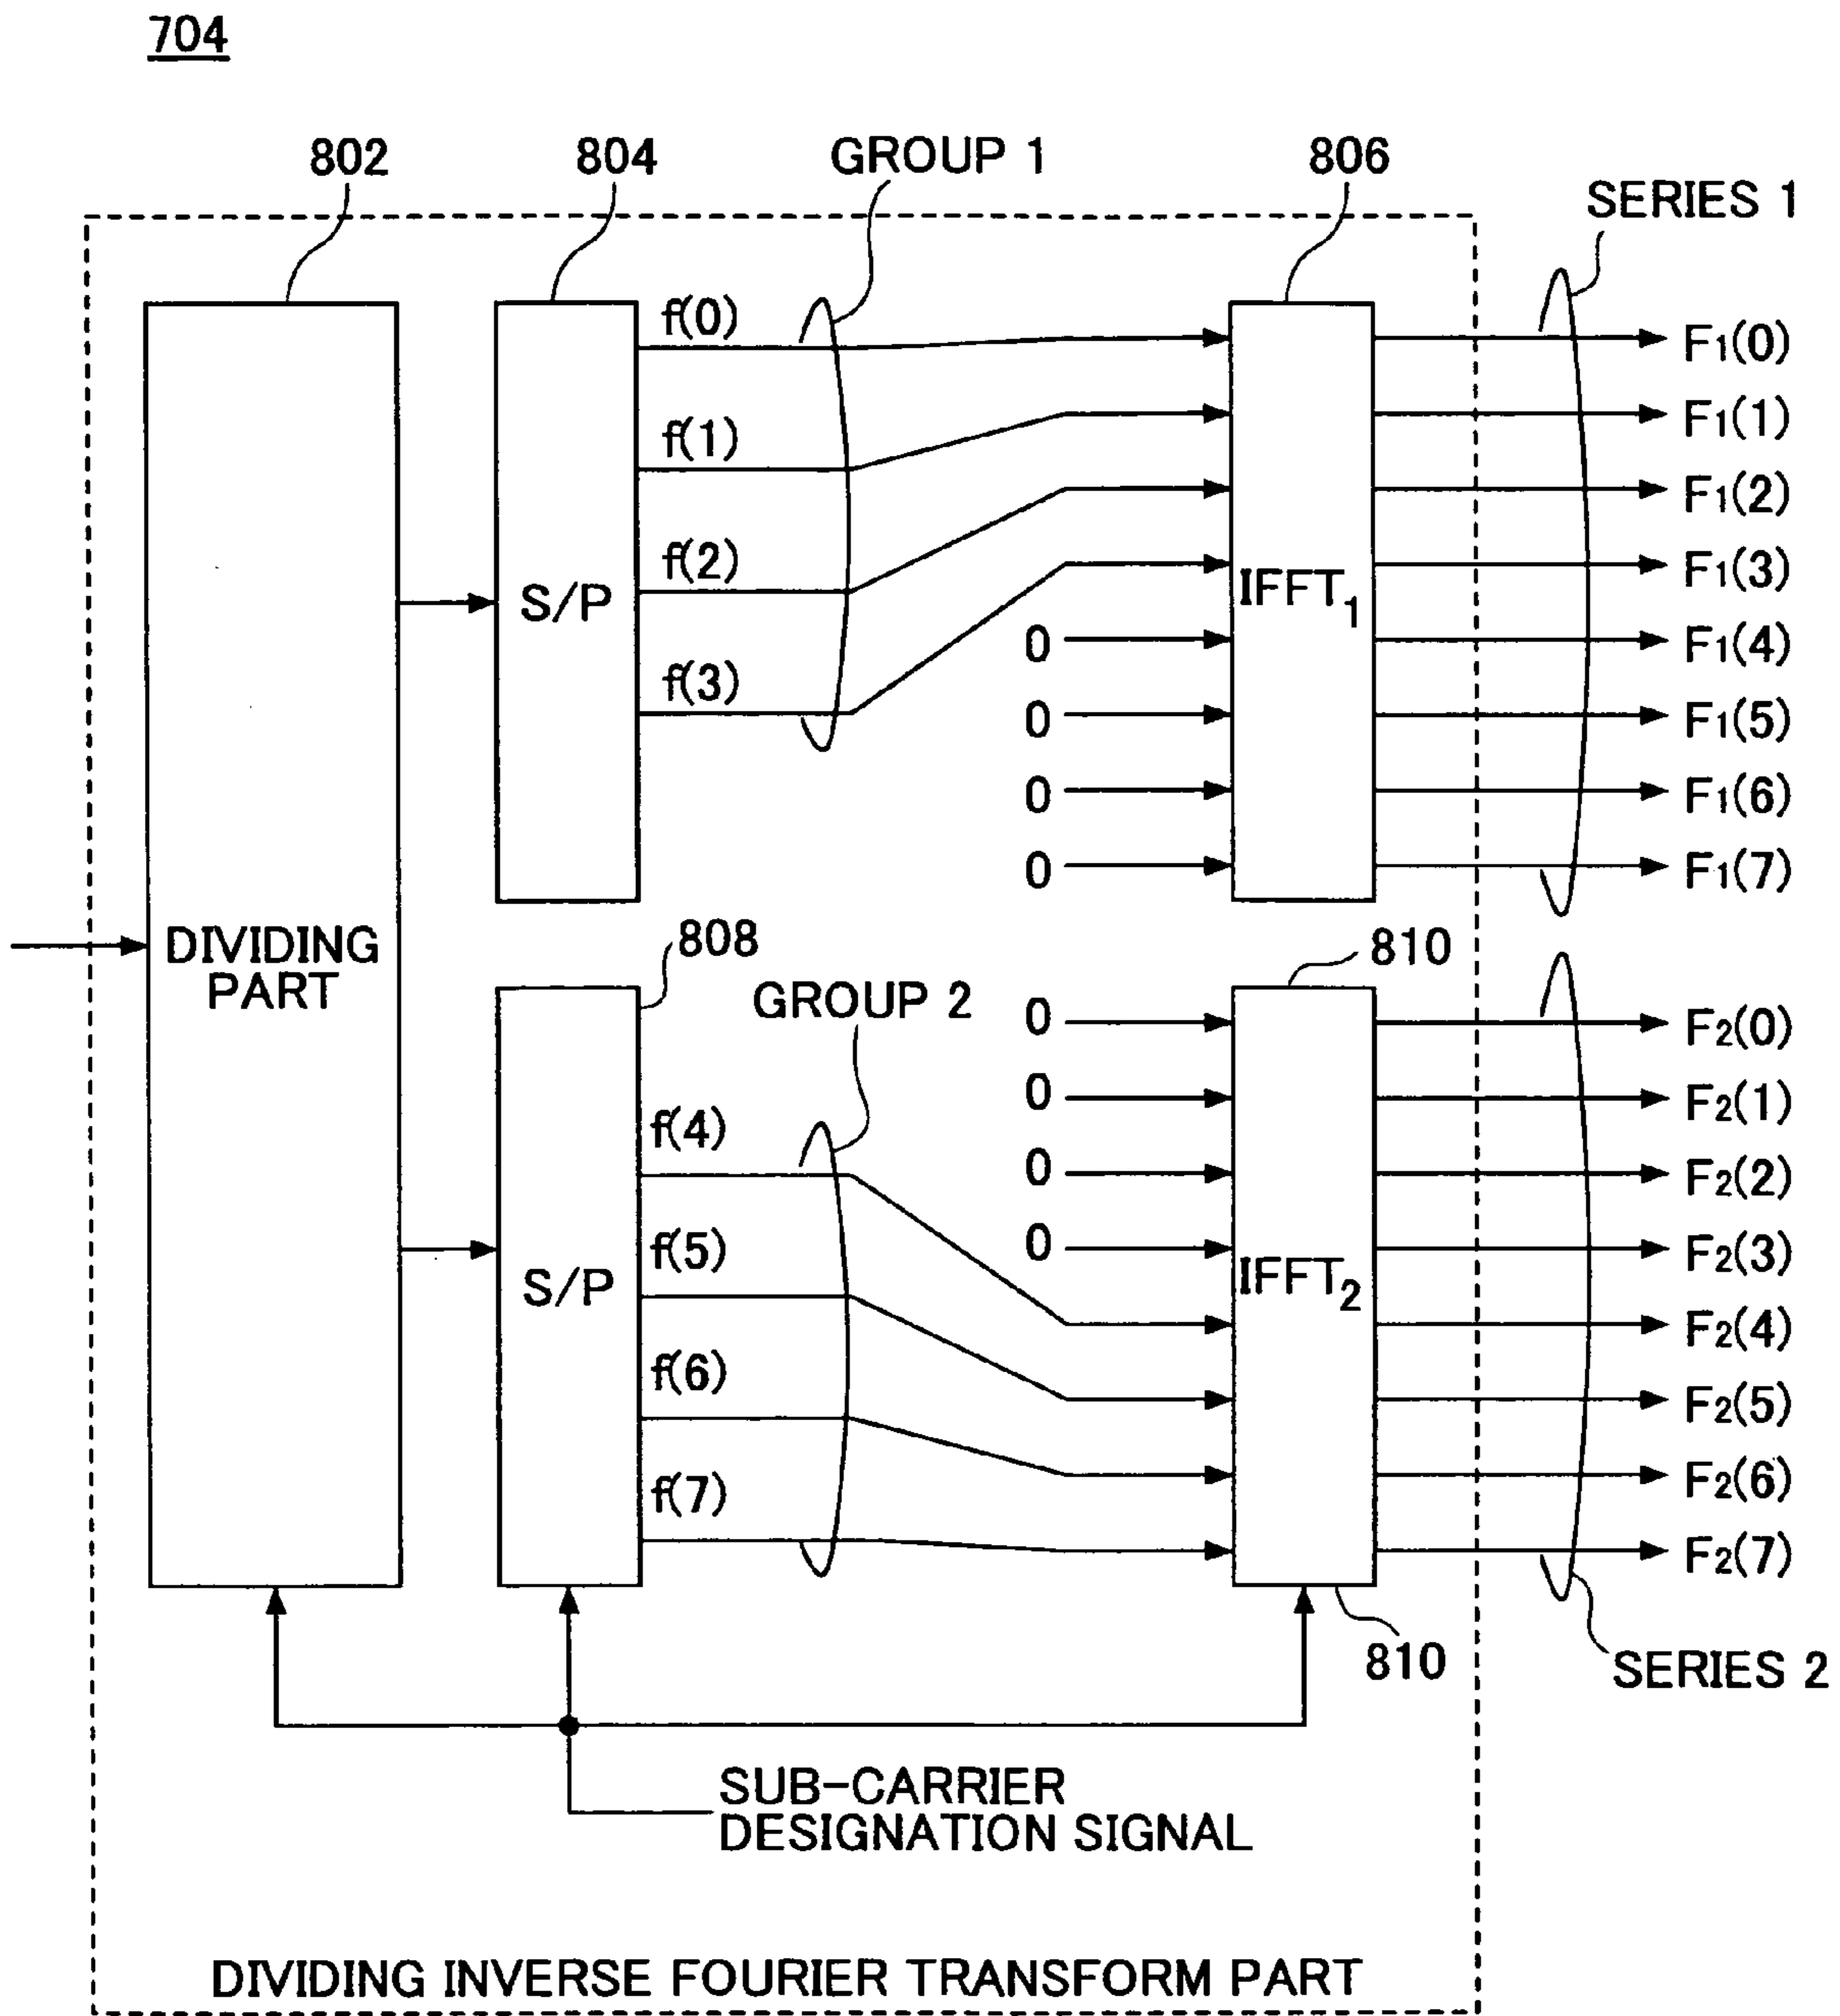 704
802
804
GROUP 1
806
SERIES 1
f(0)
f(1)
f(2)
f(3)
S/P
0
0
0
0
IFFT1
F1(0)
F1(1)
F1(2)
F1(3)
F1(4)
F1(5)
F1(6)
F1(7)
DIVIDING
PART
808
GROUP 2
810
f(4)
f(5)
f(6)
f(7)
S/P
0
0
0
0
IFFT2
F2(0)
F2(1)
F2(2)
F2(3)
F2(4)
F2(5)
F2(6)
F2(7)
810
SERIES 2
SUB-CARRIER
DESIGNATION SIGNAL
DIVIDING INVERSE FOURIER TRANSFORM PART